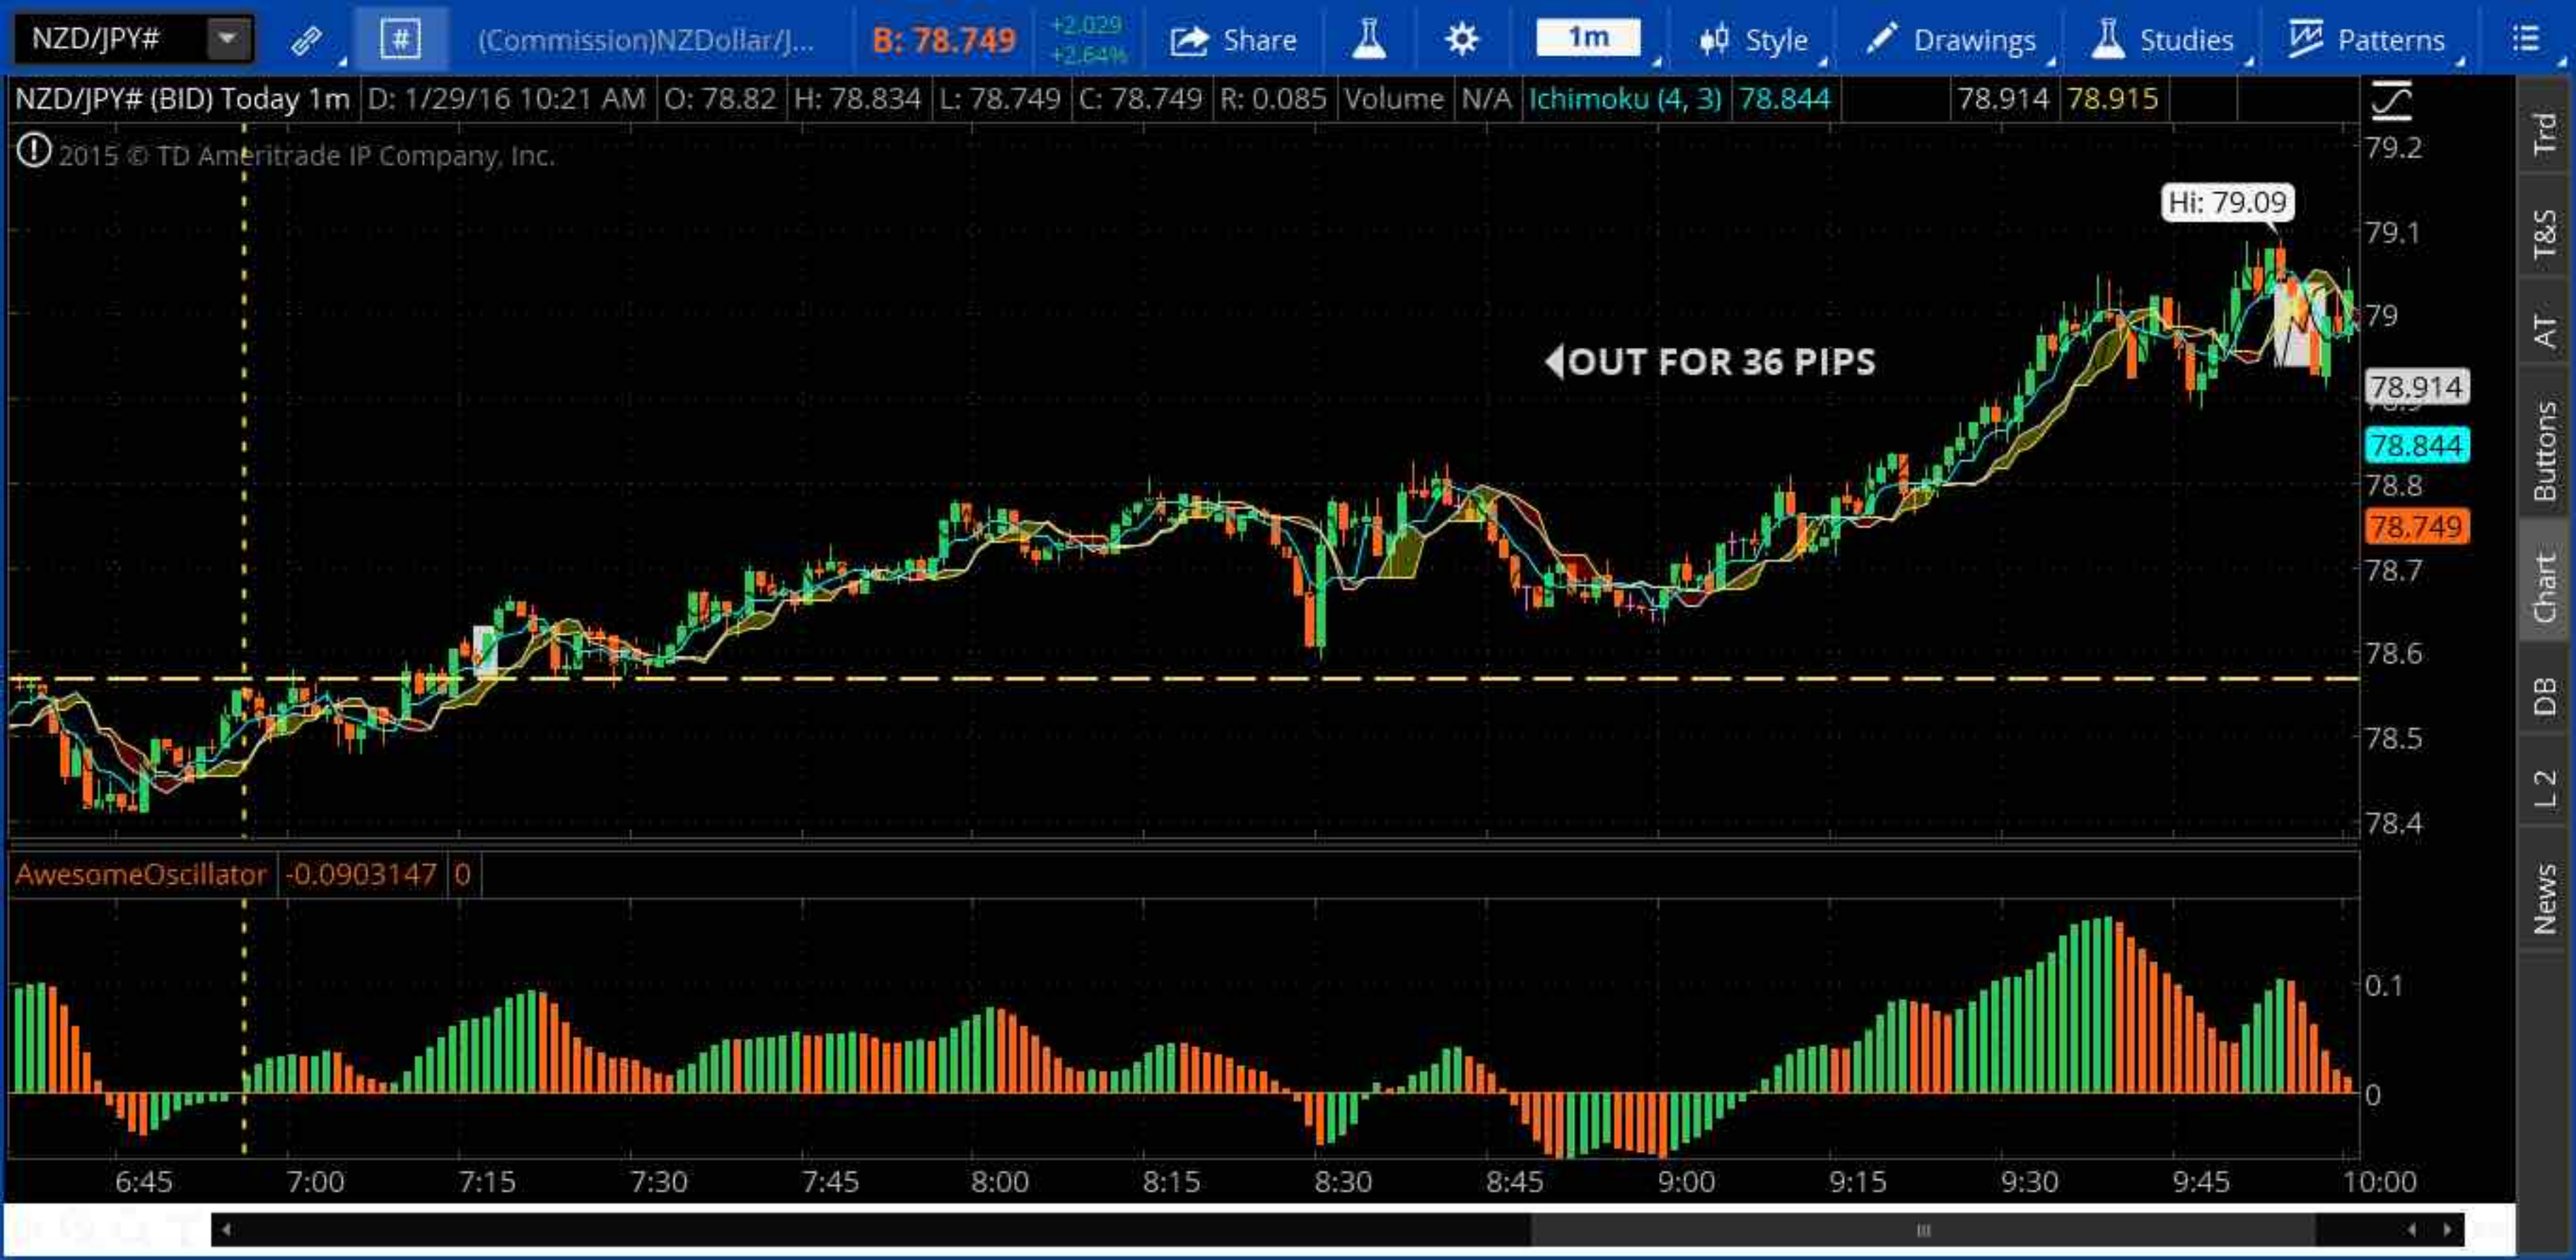 NZD/JPY# # (Commission)NZDollar/J... B: 78.749 +2.029 +2.64% Share 1m Style Drawings Studies Patterns
NZD/JPY# (BID) Today 1m D: 1/29/16 10:21 AM O: 78.82 H: 78.834 L: 78.749 C: 78.749 R: 0.085 Volume N/A Ichimoku (4, 3) 78.844 78.914 78.915
2015 © TD Ameritrade IP Company, Inc.
Hi: 79.09
OUT FOR 36 PIPS
79.2
79.1
79
78.914
78.844
78.8
78.749
78.7
78.6
78.5
78.4
AwesomeOscillator -0.0903147 0
0.1
0
6:45 7:00 7:15 7:30 7:45 8:00 8:15 8:30 8:45 9:00 9:15 9:30 9:45 10:00
Trd
T&S
AT
Buttons
Chart
DB
L 2
News